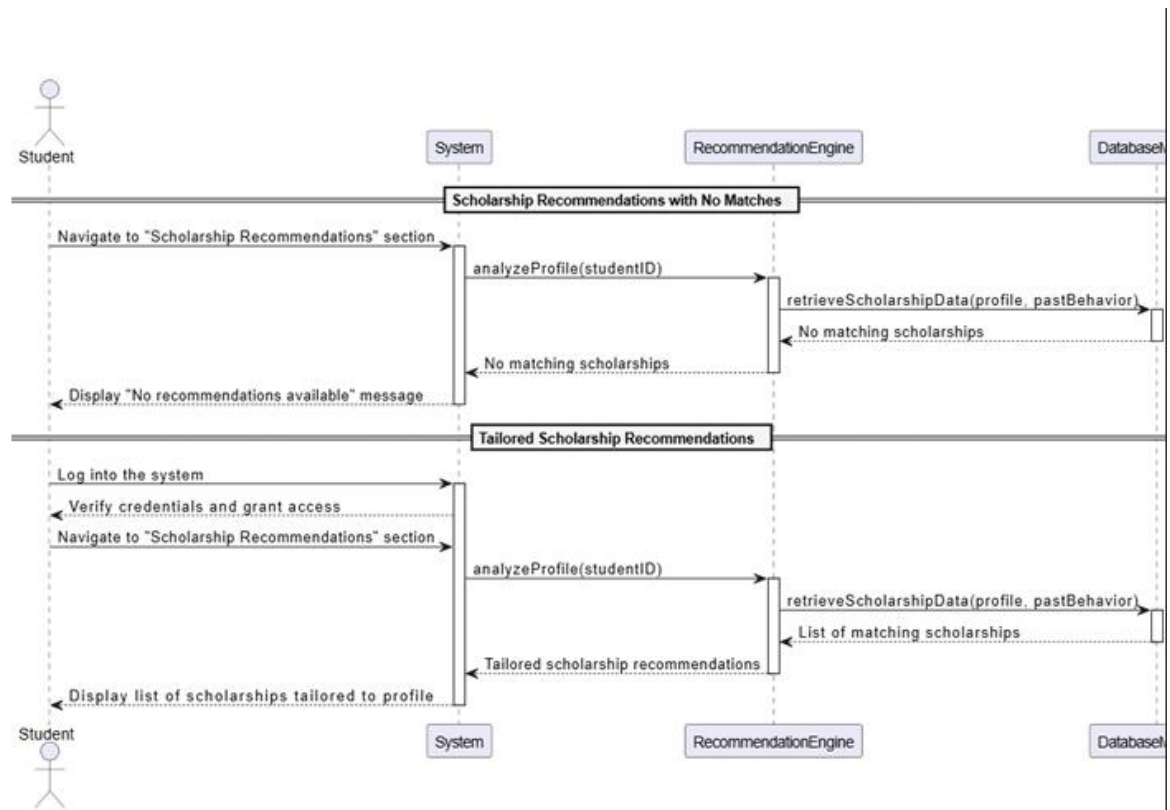 Student
System
RecommendationEngine
Scholarship Recommendations with No Matches
Navigate to "Scholarship Recommendations" section
analyzeProfile(studentID)
retrieveScholarshipData(profile, pastBehavior)
No matching scholarships
No matching scholarships
Display "No recommendations available" message
Tailored Scholarship Recommendations
Log into the system
Verify credentials and grant access
Navigate to "Scholarship Recommendations" section
analyzeProfile(studentID)
retrieveScholarshipData(profile, pastBehavior)
List of matching scholarships
Tailored scholarship recommendations
Display list of scholarships tailored to profile
Student
System
RecommendationEngine